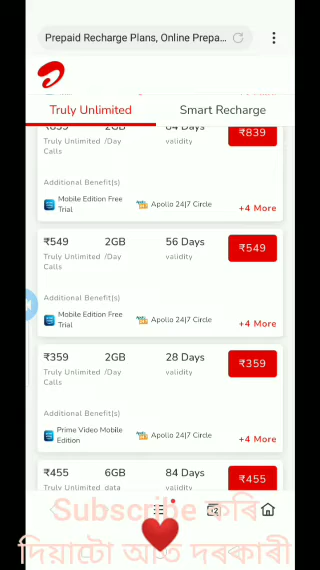 Prepaid Recharge Plans, Online Prepa...
Truly Unlimited Smart Recharge
2GB 84 Days ₹839
Truly Unlimited /Day validity
Calls
Additional Benefit(s)
Mobile Edition Free Trial Apollo 24|7 Circle
+4 More
₹549 2GB 56 Days ₹549
Truly Unlimited /Day validity
Calls
Additional Benefit(s)
Mobile Edition Free Trial Apollo 24|7 Circle
+4 More
₹359 2GB 28 Days ₹359
Truly Unlimited /Day validity
Calls
Additional Benefit(s)
Prime Video Mobile Edition Apollo 24|7 Circle
+4 More
₹455 6GB 84 Days ₹455
Truly Unlimited data validity
Subscribe কৰি
দিয়াটো আত দৰকাৰী